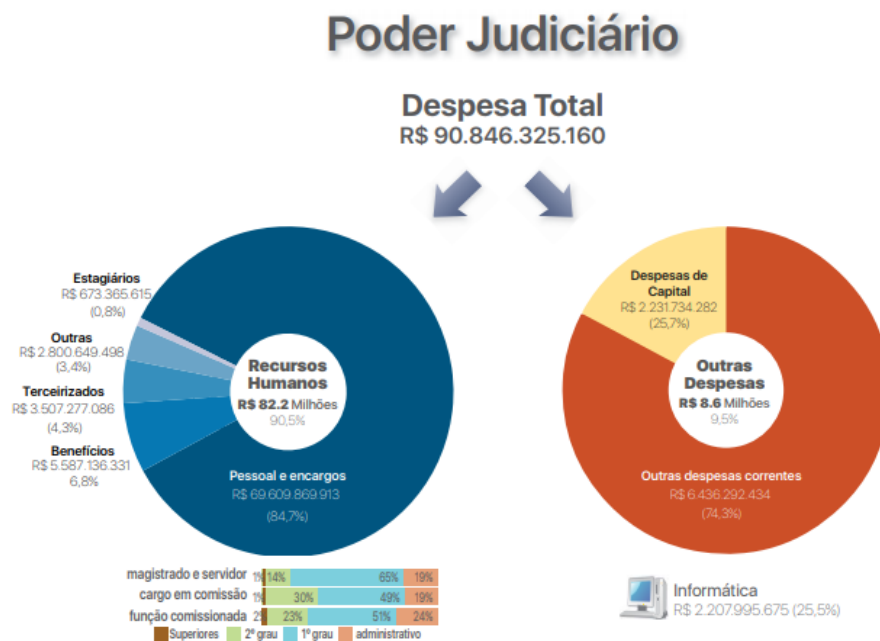 Poder Judiciário
Despesa Total
R$ 90.846.325.160
Estagiários
R$ 673.365.615
(0,8%)
Outras
R$ 2.800.649.498
(3,4%)
Terceirizados
R$ 3.507.277.086
(4,3%)
Benefícios
R$ 5.587.136.331
6,8%
Recursos
Humanos
R$ 82.2 Milhões
90,5%
Pessoal e encargos
R$ 69.609.869.913
(84,7%)
Despesas de
Capital
R$ 2.231.734.282
(25,7%)
Outras
Despesas
R$ 8.6 Milhões
9,5%
Outras despesas correntes
R$ 6.436.292.434
(74,3%)
magistrado e servidor 1% 14% 65% 19%
cargo em comissão 1% 30% 49% 19%
função comissionada 2% 23% 51% 24%
Superiores 2º grau 1º grau administrativo
Informática
R$ 2.207.995.675 (25,5%)